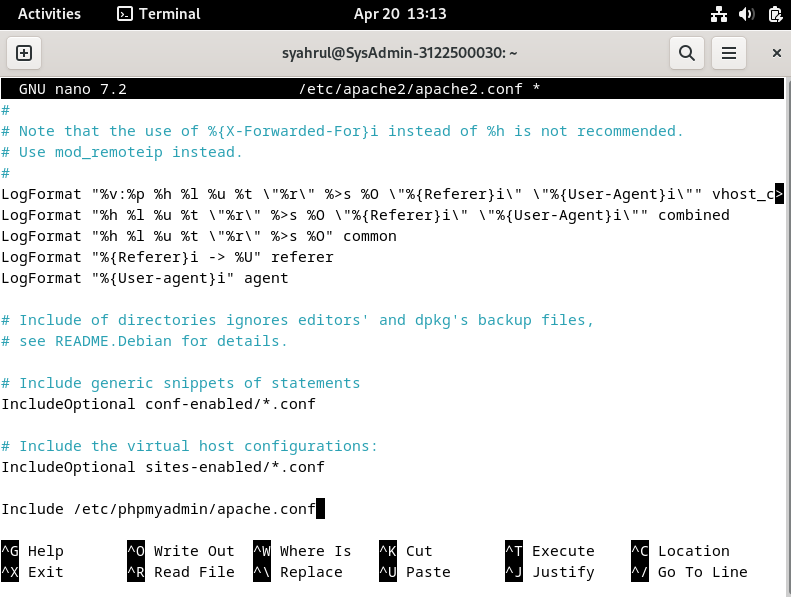 Activities Terminal Apr 20 13:13
syahrul@SysAdmin-3122500030: ~
GNU nano 7.2 /etc/apache2/apache2.conf *
#
# Note that the use of %{X-Forwarded-For}i instead of %h is not recommended.
# Use mod_remoteip instead.
#
LogFormat "%v:%p %h %l %u %t \"%r\" %>s %O \"%{Referer}i\" \"%{User-Agent}i\"" vhost_c>
LogFormat "%h %l %u %t \"%r\" %>s %O \"%{Referer}i\" \"%{User-Agent}i\"" combined
LogFormat "%h %l %u %t \"%r\" %>s %O" common
LogFormat "%{Referer}i -> %U" referer
LogFormat "%{User-agent}i" agent
# Include of directories ignores editors' and dpkg's backup files,
# see README.Debian for details.
# Include generic snippets of statements
IncludeOptional conf-enabled/*.conf
# Include the virtual host configurations:
IncludeOptional sites-enabled/*.conf
Include /etc/phpmyadmin/apache.conf
^G Help ^O Write Out ^W Where Is ^K Cut ^T Execute ^C Location
^X Exit ^R Read File ^\ Replace ^U Paste ^J Justify ^/ Go To Line